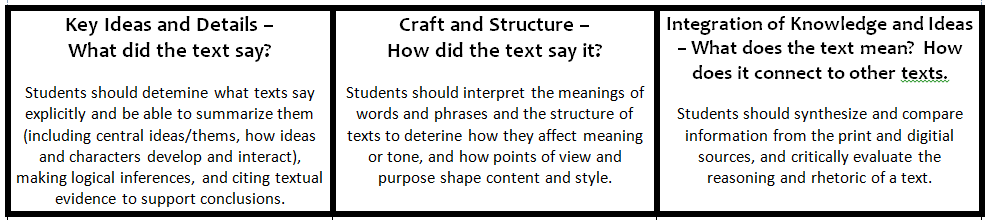 Key Ideas and Details –
What did the text say?
Students should detemine what texts say
explicitly and be able to summarize them
(including central ideas/thems, how ideas
and characters develop and interact),
making logical inferences, and citing textual
evidence to support conclusions.
Craft and Structure –
How did the text say it?
Students should interpret the meanings of
words and phrases and the structure of
texts to deterine how they affect meaning
or tone, and how points of view and
purpose shape content and style.
Integration of Knowledge and Ideas
– What does the text mean?  How
does it connect to other texts.
Students should synthesize and compare
information from the print and digitial
sources, and critically evaluate the
reasoning and rhetoric of a text.